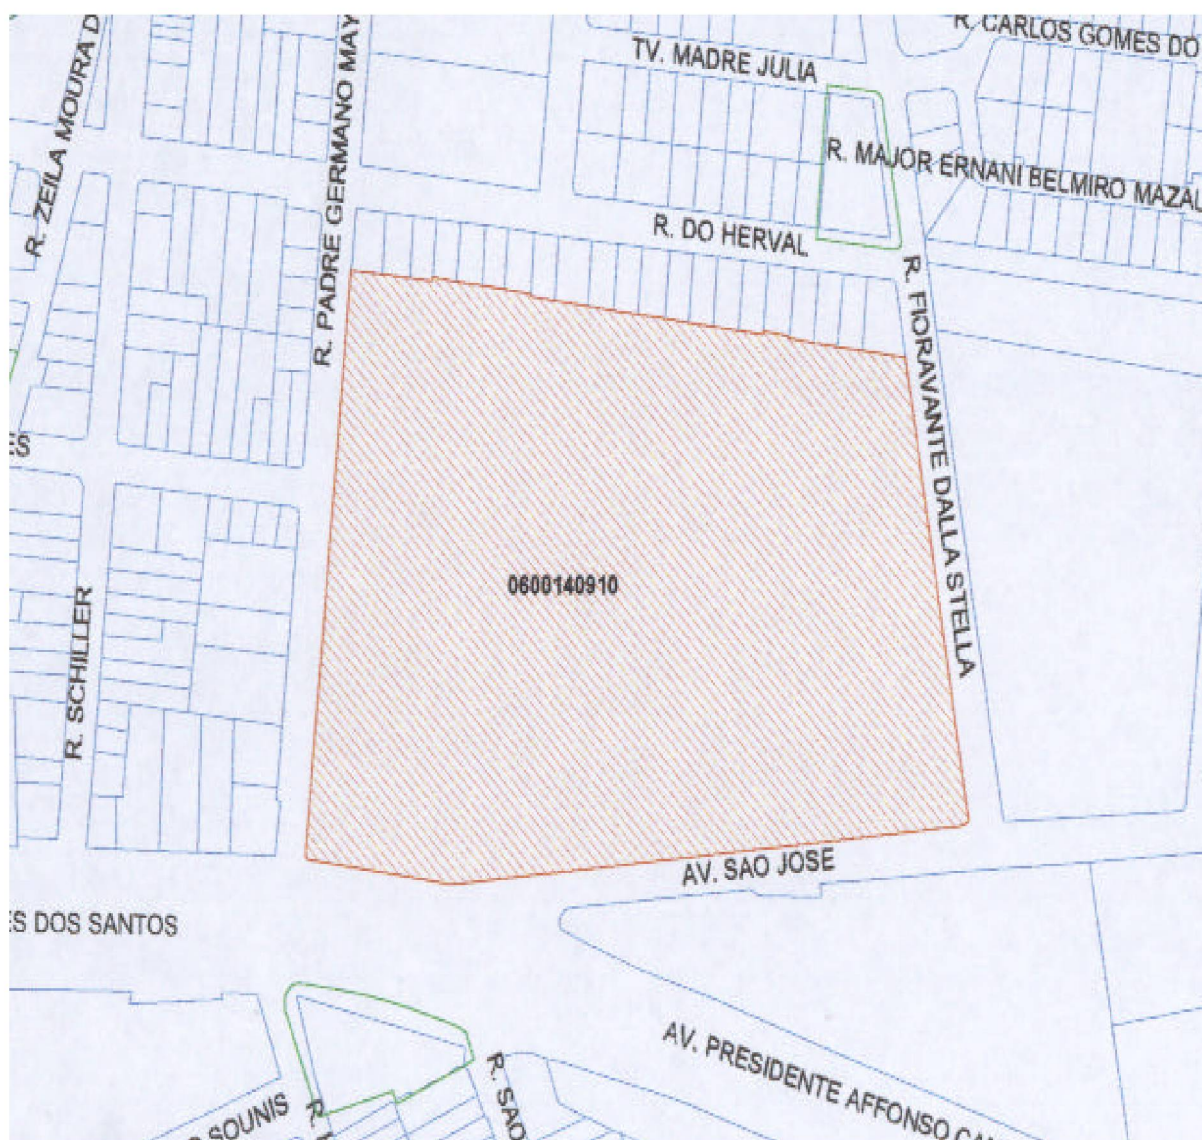 R. CARLOS GOMES DO
TV. MADRE JULIA
R. ZEILA MOURA D
R. PADRE GERMANO MAY
R. MAJOR ERNANI BELMIRO MAZAL
R. DO HERVAL
R. FIORAVANTE DALLA STELLA
ES
0600140910
R. SCHILLER
AV. SAO JOSE
ES DOS SANTOS
AV. PRESIDENTE AFFONSO CA
R. SAO
SOUNIS
R.